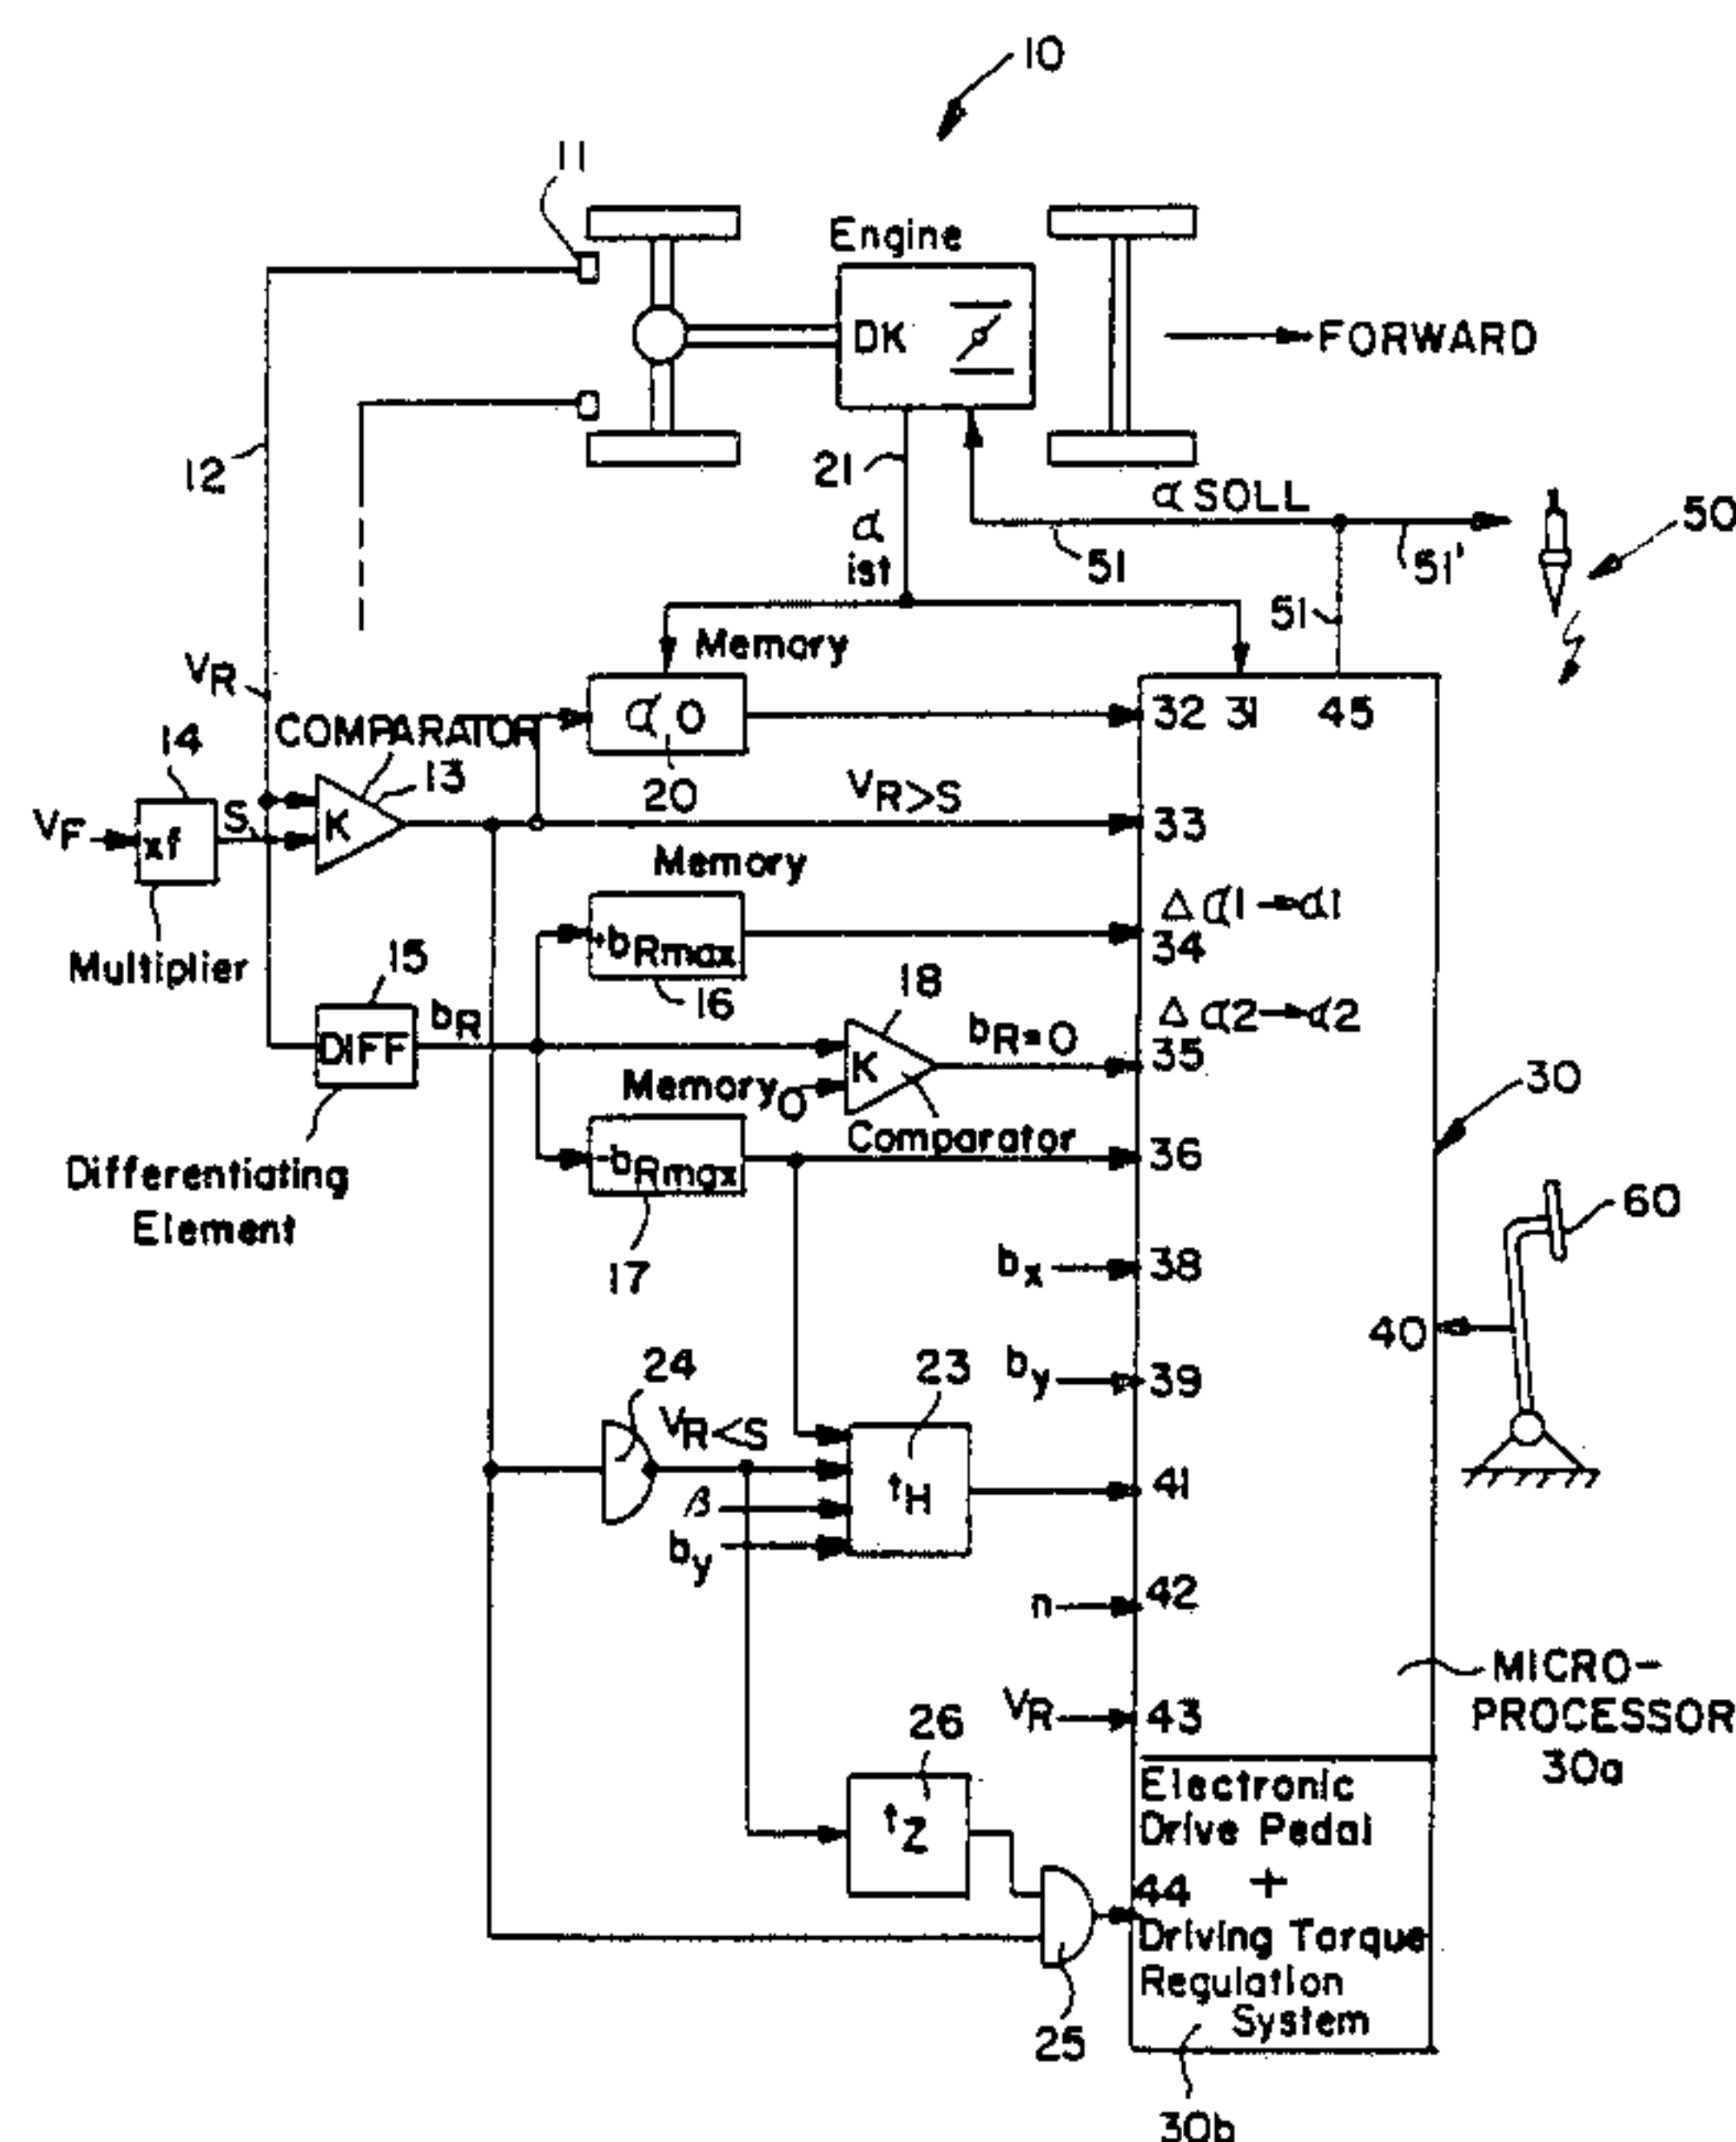 10
11
Engine
DK
FORWARD
12
21
α SOLL
50
α
ist
51
51'
51
Memory
VR
α 0
32 31 45
14
COMPARATOR
13
20
VR>S
VF
xf
S
K
33
Memory
Δ α1→α1
+bRmax
34
Multiplier
15
16
18
Δ α2→α2
bR
bR=0
DIFF
K
35
Memory
0
30
Comparator
36
-bRmax
Differentiating
Element
60
17
bx
38
40
24
by
39
23
VR<S
tH
41
β
by
n
42
MICRO-
PROCESSOR
30a
VR
43
26
Electronic
Drive Pedal
+
tZ
44
Driving Torque
Regulation
System
25
30b